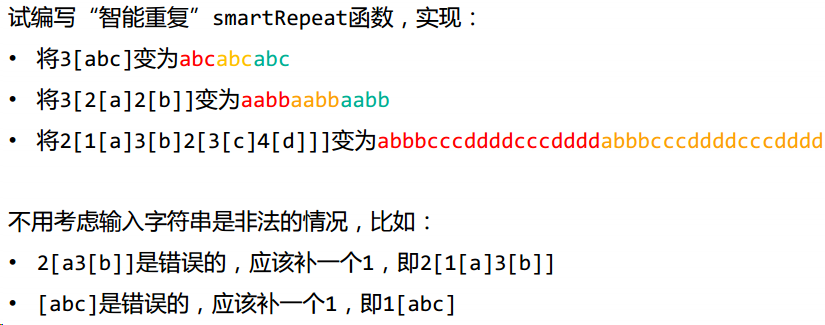 试编写“智能重复”smartRepeat函数，实现：
• 将3[abc]变为abcabcabc
• 将3[2[a]2[b]]变为aabbaabbaabb
• 将2[1[a]3[b]2[3[c]4[d]]]变为abbbcccddddcccddddabbbcccddddcccdddd
不用考虑输入字符串是非法的情况，比如：
• 2[a3[b]]是错误的，应该补一个1，即2[1[a]3[b]]
• [abc]是错误的，应该补一个1，即1[abc]